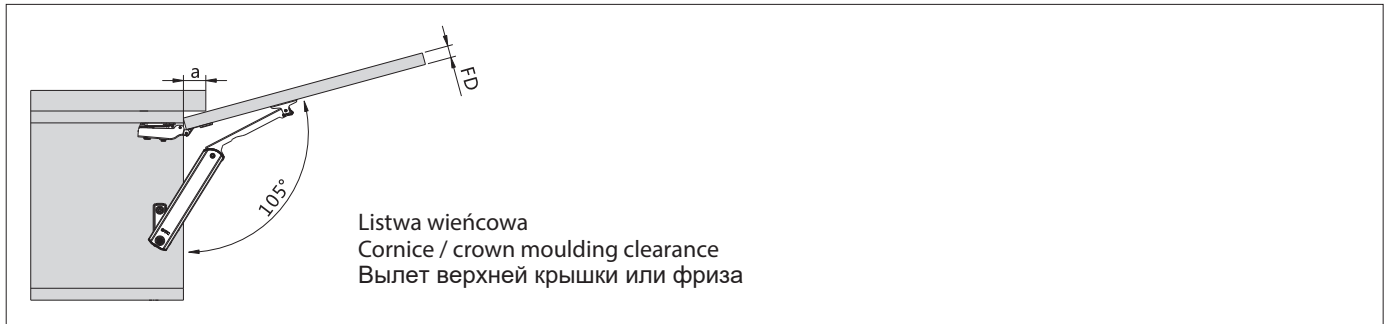 a
FD
105°
Listwa wieńcowa
Cornice / crown moulding clearance
Вылет верхней крышки или фриза